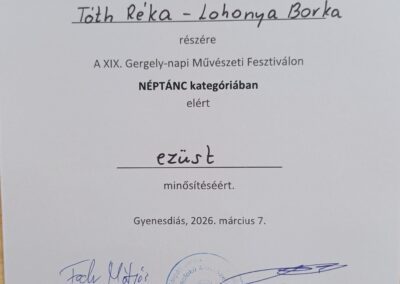 Tóth Réka - Lohonya Borka
részére
A XIX. Gergely-napi Művészeti Fesztiválon
NÉPTÁNC kategóriában
elért
ezüst
minősítéséért.
Gyenesdiás, 2026. március 7.